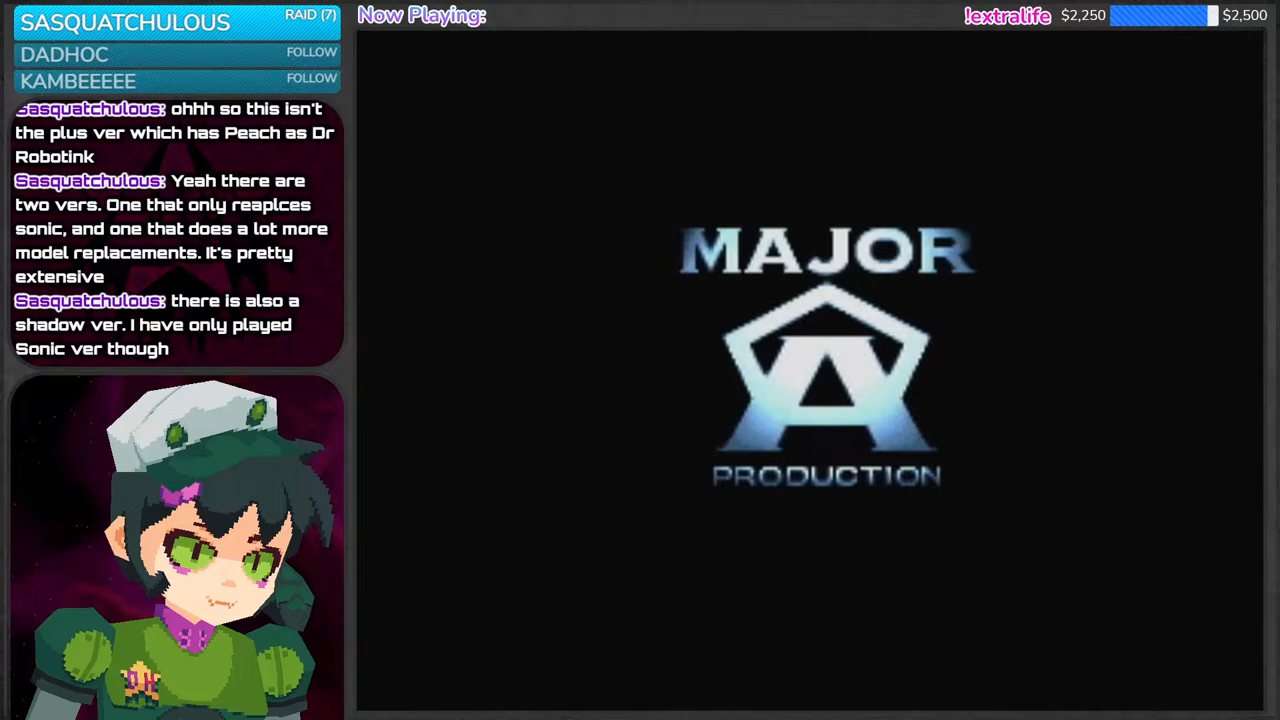 SASQUATCHULOUS RAID (7)
DADHOC FOLLOW
KAMBEEEEE FOLLOW
Now Playing:
!extralife $2,250 $2,500
Sasquatchulous: ohhh so this isn't
the plus ver which has Peach as Dr
Robotink
Sasquatchulous: Yeah there are
two vers. One that only reaplces
sonic, and one that does a lot more
model replacements. It's pretty
extensive
Sasquatchulous: there is also a
shadow ver. I have only played
Sonic ver though
MAJOR
A
PRODUCTION
DH